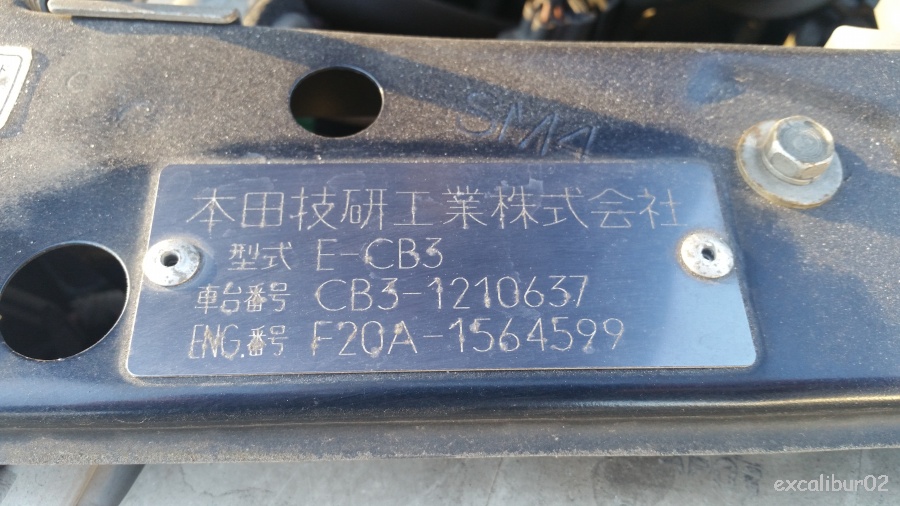 SM4
本田技研工業株式会社
型式 E-CB3
車台番号 CB3-1210637
ENG.番号 F20A-1564599
excalibur02